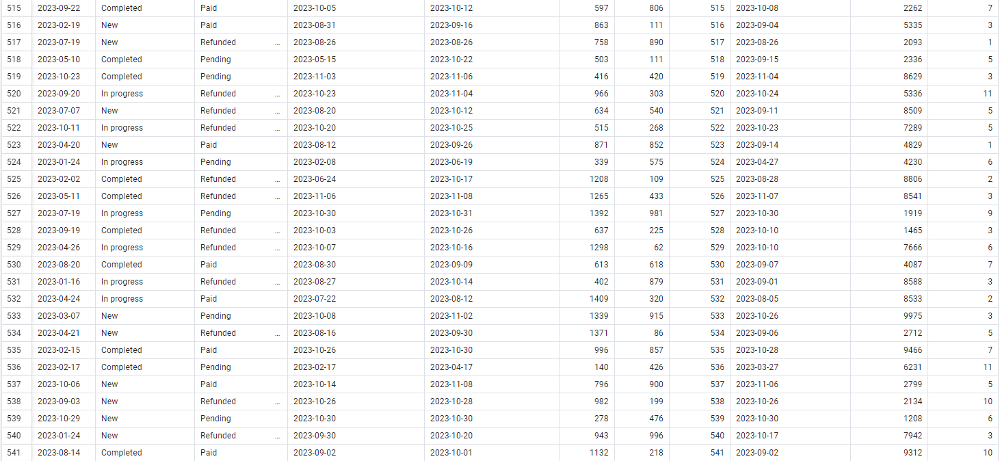 515 2023-09-22 Completed Paid 2023-10-05 2023-10-12 597 806 515 2023-10-08 2262 7
516 2023-02-19 New Paid 2023-08-31 2023-09-16 863 111 516 2023-09-04 5335 3
517 2023-07-19 New Refunded ... 2023-08-26 2023-08-26 758 890 517 2023-08-26 2093 1
518 2023-05-10 Completed Pending 2023-05-15 2023-10-22 503 111 518 2023-09-15 2336 5
519 2023-10-23 Completed Pending 2023-11-03 2023-11-06 416 420 519 2023-11-04 8629 3
520 2023-09-20 In progress Refunded ... 2023-10-23 2023-11-04 966 303 520 2023-10-24 5336 11
521 2023-07-07 New Refunded ... 2023-08-20 2023-10-12 634 540 521 2023-09-11 8509 5
522 2023-10-11 In progress Refunded ... 2023-10-20 2023-10-25 515 268 522 2023-10-23 7289 5
523 2023-04-20 New Paid 2023-08-12 2023-09-26 871 852 523 2023-09-14 4829 1
524 2023-01-24 In progress Pending 2023-02-08 2023-06-19 339 575 524 2023-04-27 4230 6
525 2023-02-02 Completed Refunded ... 2023-06-24 2023-10-17 1208 109 525 2023-08-28 8806 2
526 2023-05-11 Completed Refunded ... 2023-11-06 2023-11-08 1265 433 526 2023-11-07 8541 3
527 2023-07-19 In progress Pending 2023-10-30 2023-10-31 1392 981 527 2023-10-30 1919 9
528 2023-09-19 Completed Refunded ... 2023-10-03 2023-10-26 637 225 528 2023-10-10 1465 3
529 2023-04-26 In progress Refunded ... 2023-10-07 2023-10-16 1298 62 529 2023-10-10 7666 6
530 2023-08-20 Completed Paid 2023-08-30 2023-09-09 613 618 530 2023-09-07 4087 7
531 2023-01-16 In progress Refunded ... 2023-08-27 2023-10-14 402 879 531 2023-09-01 8588 3
532 2023-04-24 In progress Paid 2023-07-22 2023-08-12 1409 320 532 2023-08-05 8533 2
533 2023-03-07 New Pending 2023-10-08 2023-11-02 1339 915 533 2023-10-26 9975 3
534 2023-04-21 New Refunded ... 2023-08-16 2023-09-30 1371 86 534 2023-09-06 2712 5
535 2023-02-15 Completed Paid 2023-10-26 2023-10-30 996 857 535 2023-10-28 9466 7
536 2023-02-17 Completed Pending 2023-02-17 2023-04-17 140 426 536 2023-03-27 6231 11
537 2023-10-06 New Paid 2023-10-14 2023-11-08 796 900 537 2023-11-06 2799 5
538 2023-09-03 New Refunded ... 2023-10-26 2023-10-28 982 199 538 2023-10-26 2134 10
539 2023-10-29 New Pending 2023-10-30 2023-10-30 278 476 539 2023-10-30 1208 6
540 2023-01-24 New Refunded ... 2023-09-30 2023-10-20 943 996 540 2023-10-17 7942 3
541 2023-08-14 Completed Paid 2023-09-02 2023-10-01 1132 218 541 2023-09-02 9312 10